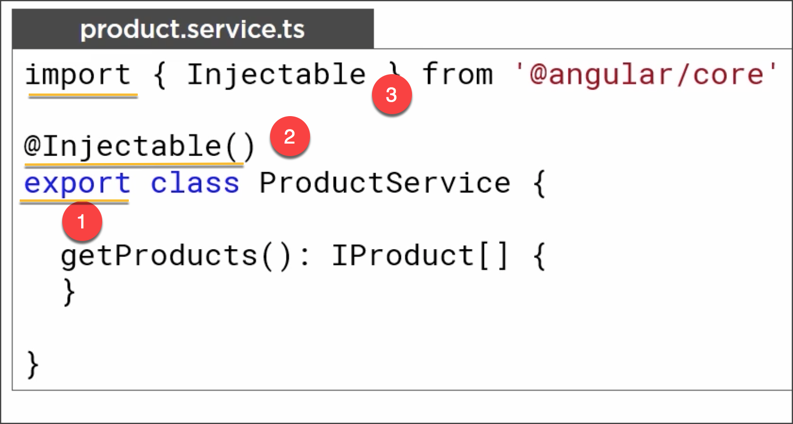 product.service.ts
import { Injectable } from '@angular/core'
3
@Injectable()
2
export class ProductService {
1
getProducts(): IProduct[] {
}
}